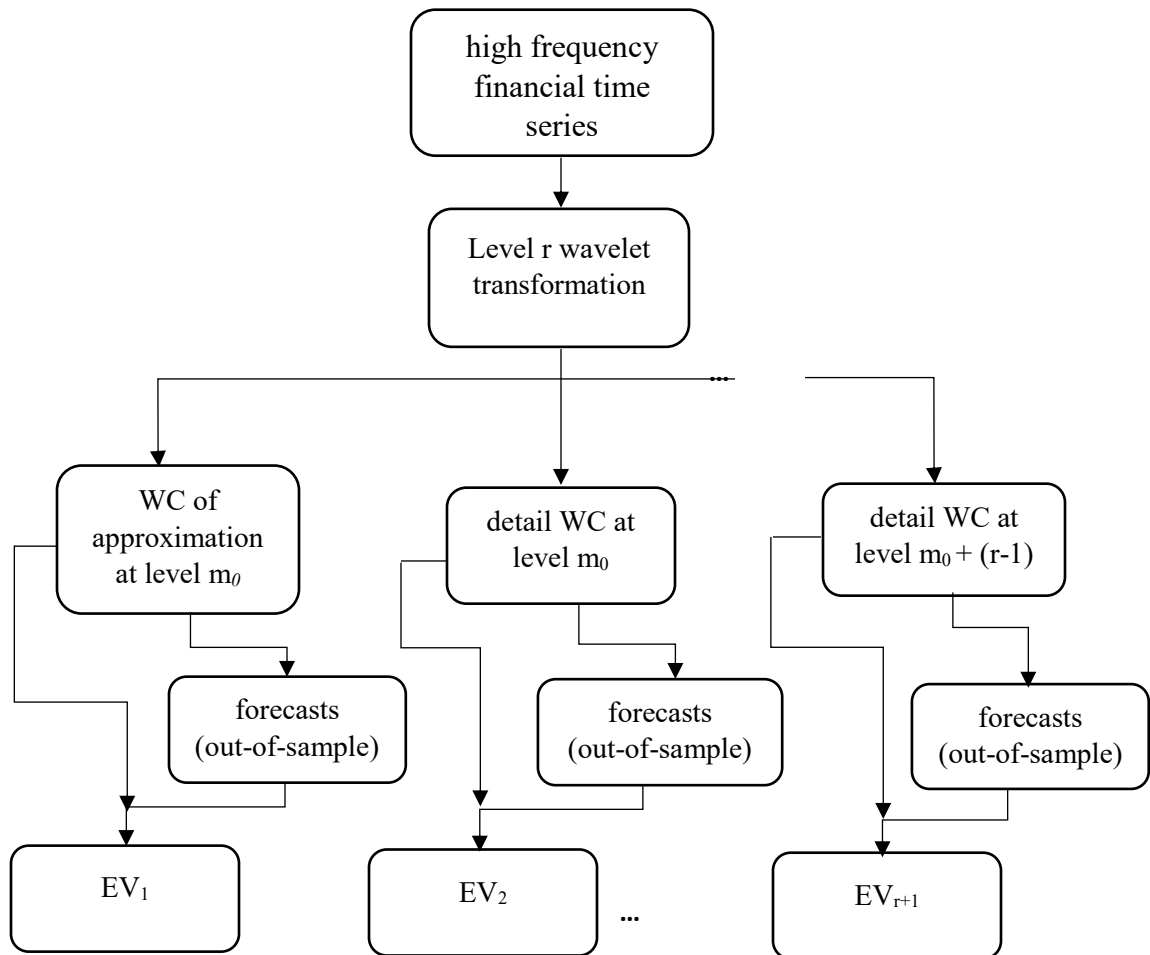 high frequency
financial time
series
Level r wavelet
transformation
...
WC of
approximation
at level m₀
detail WC at
level m₀
detail WC at
level m₀ + (r-1)
forecasts
(out-of-sample)
forecasts
(out-of-sample)
forecasts
(out-of-sample)
EV₁
EV₂
...
EVᵣ₊₁